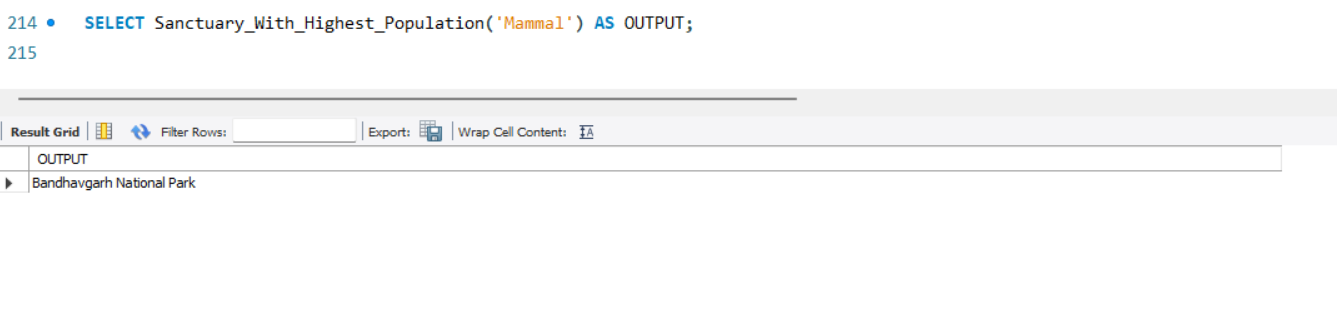 214 SELECT Sanctuary_With_Highest_Population('Mammal') AS OUTPUT;
215
Result Grid Filter Rows: Export: Wrap Cell Content: IA
OUTPUT
Bandhavgarh National Park